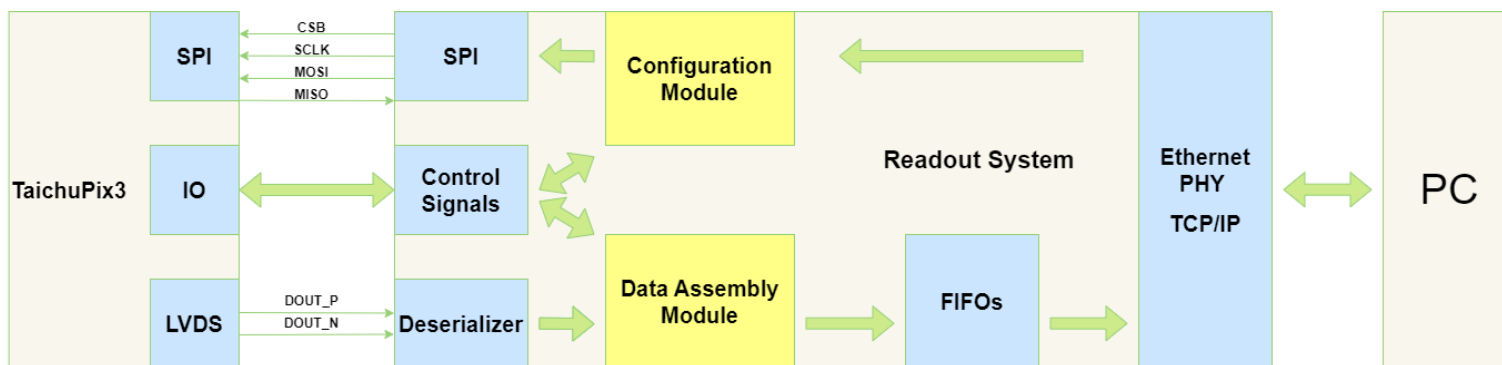 TaichuPix3
SPI
CSB
SCLK
MOSI
MISO
SPI
Configuration
Module
IO
Control
Signals
Readout System
LVDS
DOUT_P
DOUT_N
Deserializer
Data Assembly
Module
FIFOs
Ethernet
PHY
TCP/IP
PC